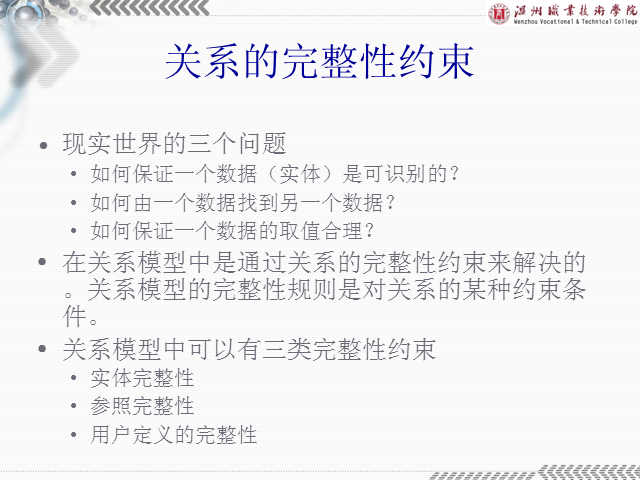 温州职业技术学院
Wenzhou Vocational & Technical College
关系的完整性约束
• 现实世界的三个问题
• 如何保证一个数据（实体）是可识别的？
• 如何由一个数据找到另一个数据？
• 如何保证一个数据的取值合理？
• 在关系模型中是通过关系的完整性约束来解决的
。关系模型的完整性规则是对关系的某种约束条
件。
• 关系模型中可以有三类完整性约束
• 实体完整性
• 参照完整性
• 用户定义的完整性